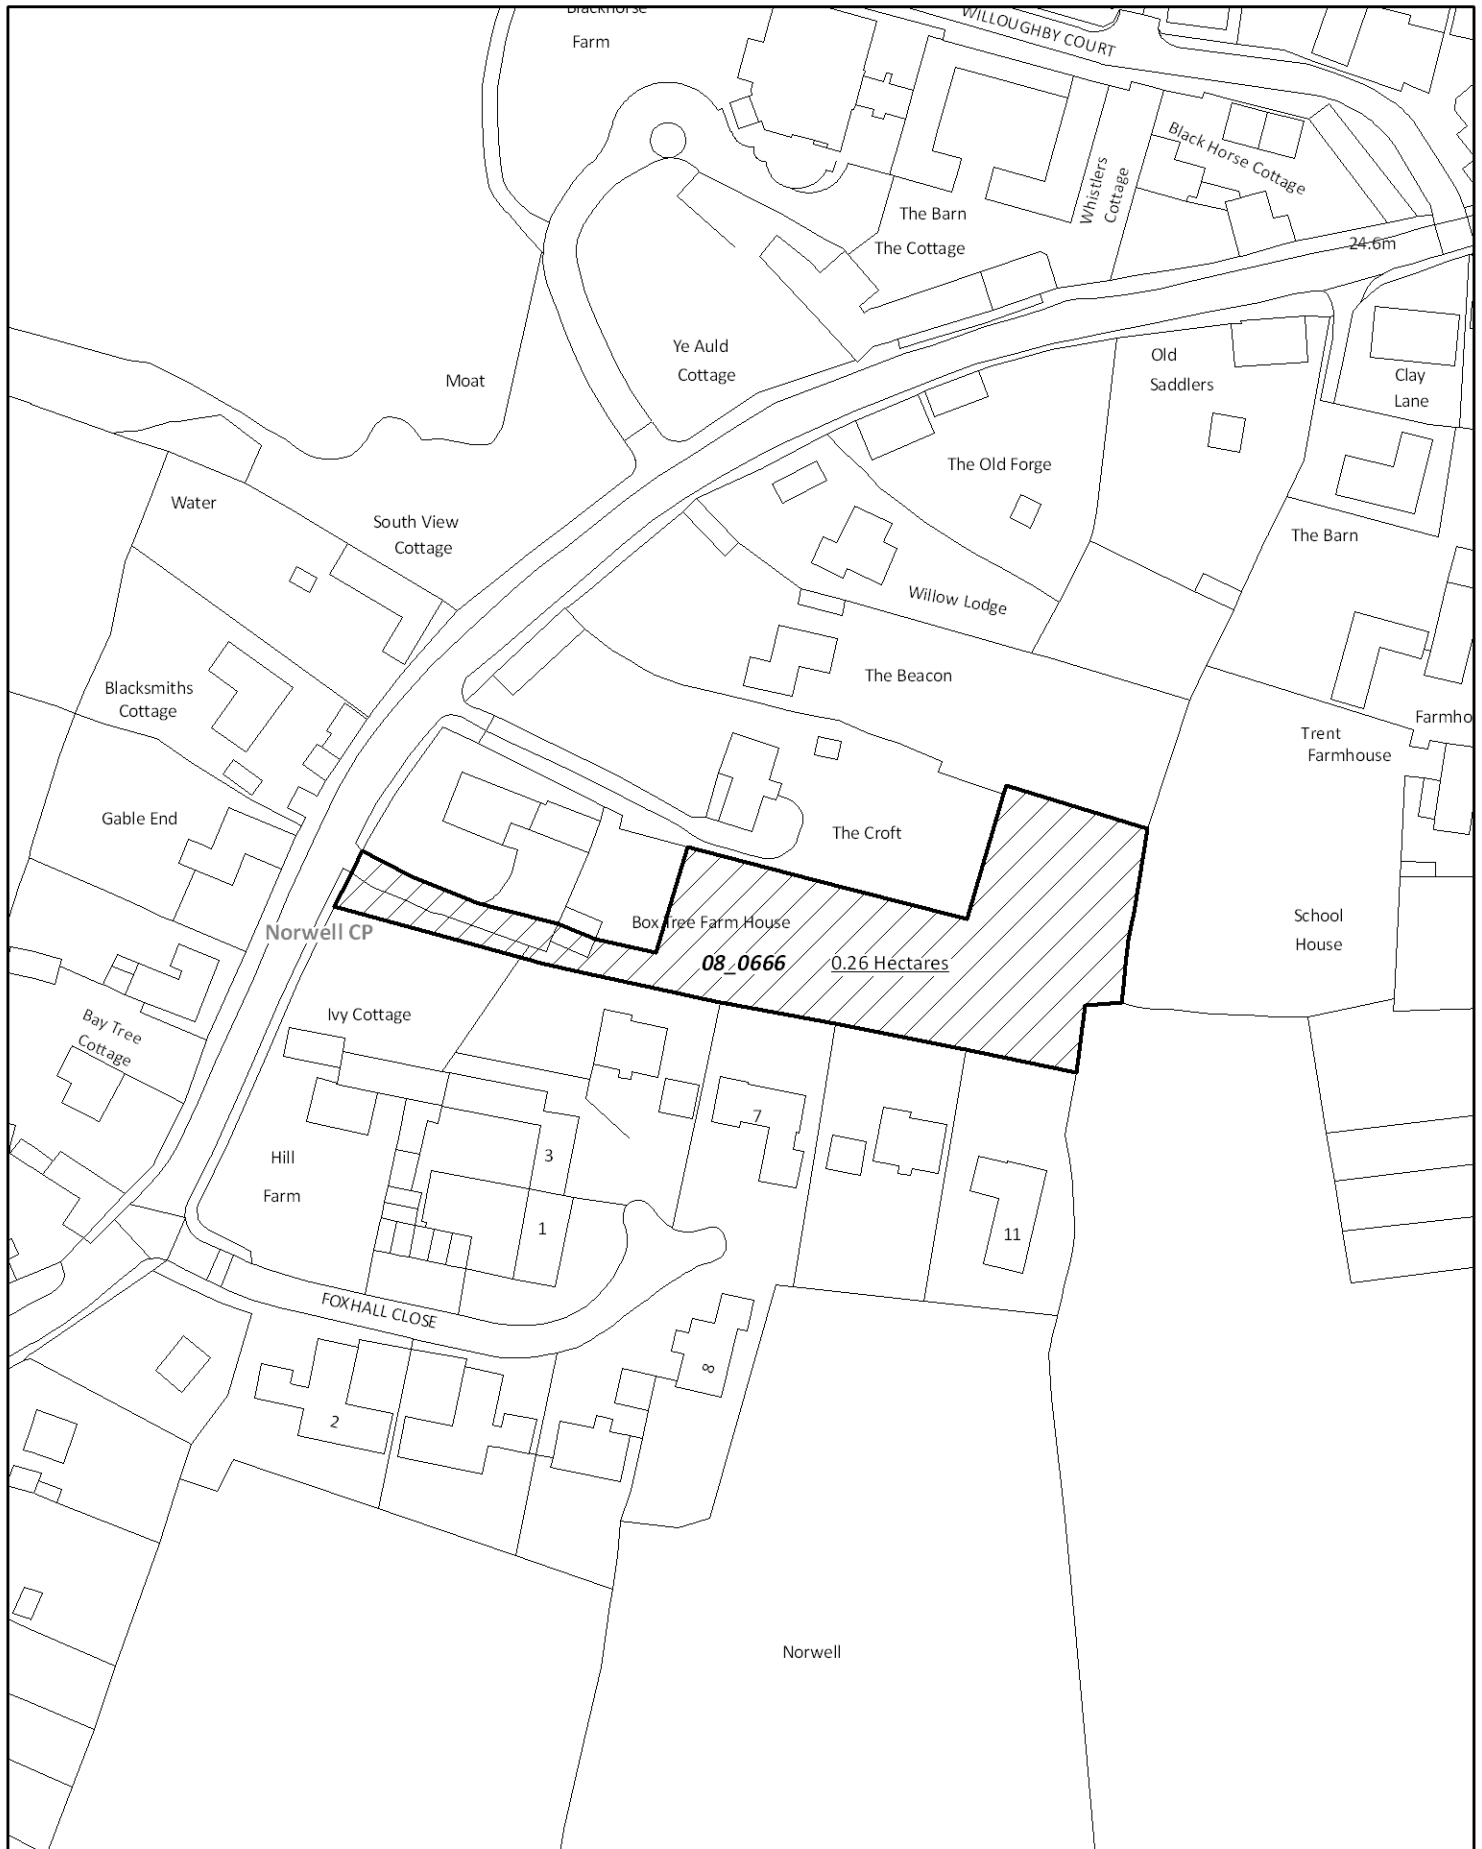 Blackhorse
Farm
WILLOUGHBY COURT
Black Horse Cottage
Whistlers
Cottage
The Barn
The Cottage
24.6m
Ye Auld
Cottage
Moat
Old
Saddlers
Clay
Lane
The Old Forge
Water
South View
Cottage
The Barn
Willow Lodge
The Beacon
Blacksmiths
Cottage
Farmho
Trent
Farmhouse
Gable End
The Croft
School
House
Box Tree Farm House
Norwell CP
08_0666
0.26 Hectares
Ivy Cottage
Bay Tree
Cottage
7
3
Hill
Farm
1
11
FOXHALL CLOSE
8
2
Norwell